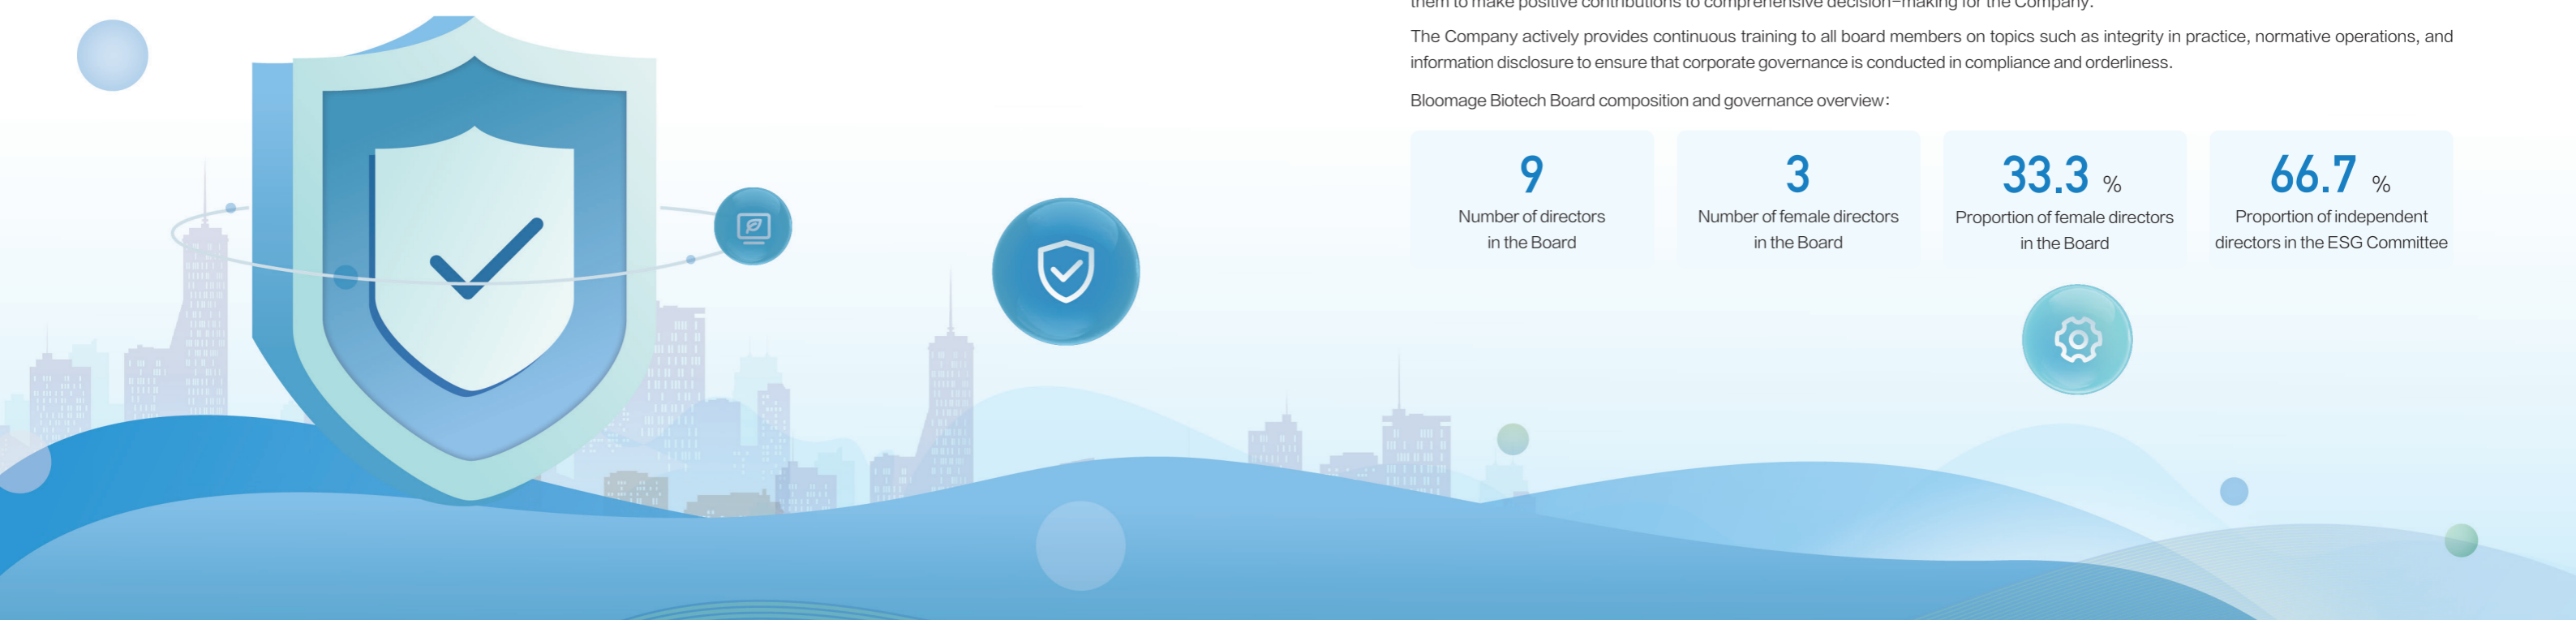 them to make positive contributions to comprehensive decision-making for the Company.
The Company actively provides continuous training to all board members on topics such as integrity in practice, normative operations, and
information disclosure to ensure that corporate governance is conducted in compliance and orderliness.
Bloomage Biotech Board composition and governance overview:
9
Number of directors
in the Board
3
Number of female directors
in the Board
33.3 %
Proportion of female directors
in the Board
66.7 %
Proportion of independent
directors in the ESG Committee